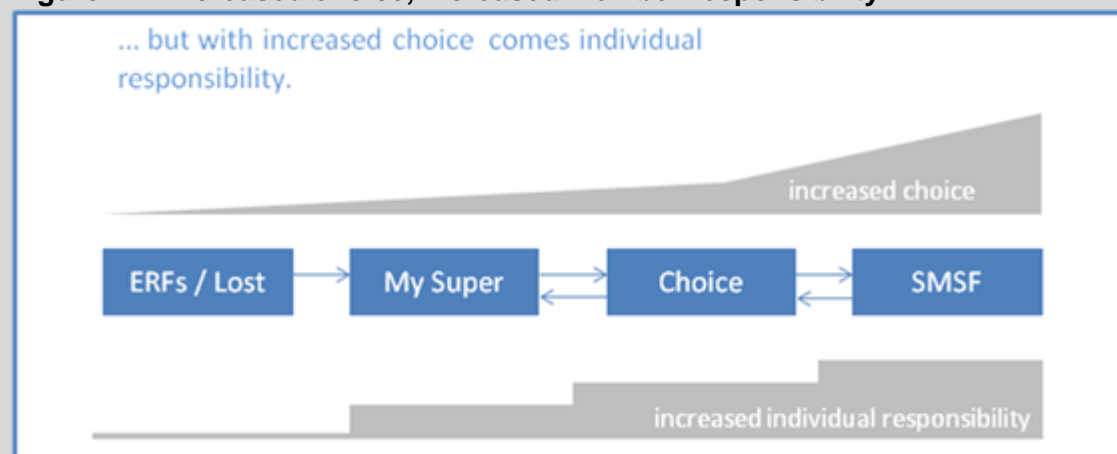 ... but with increased choice comes individual
responsibility.
increased choice
ERFs / Lost
My Super
Choice
SMSF
increased individual responsibility